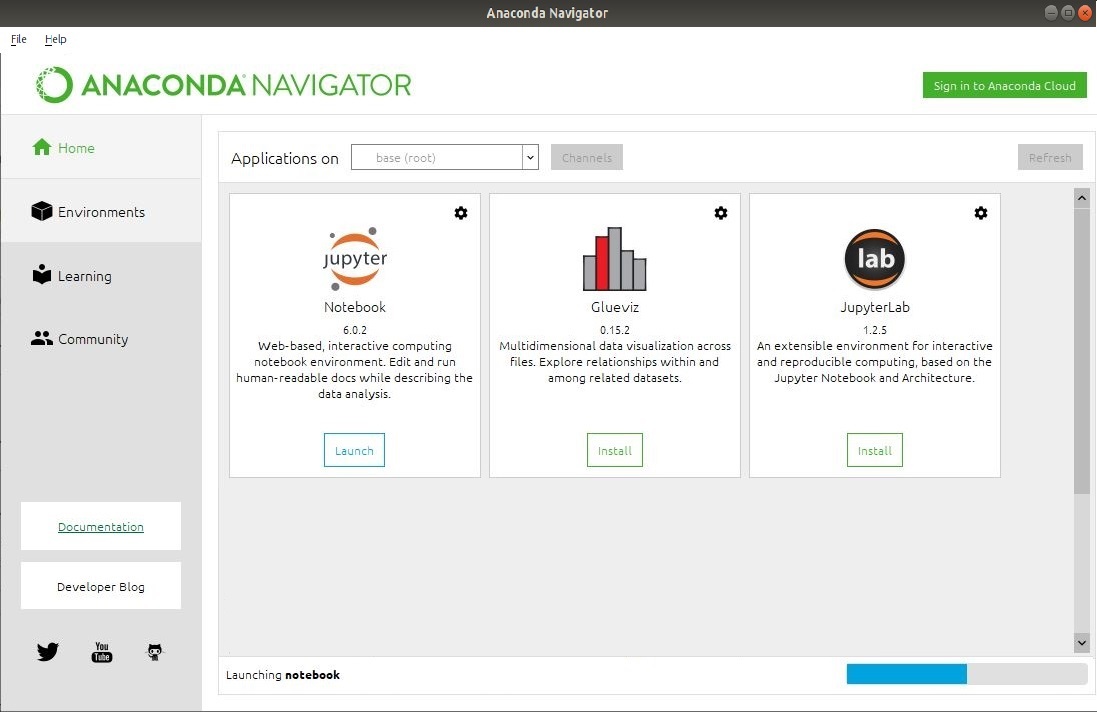 Anaconda Navigator
File Help
ANACONDA NAVIGATOR
Sign in to Anaconda Cloud
Home
Environments
Learning
Community
Documentation
Developer Blog
You
Tube
Applications on base (root) Channels Refresh
jupyter
Notebook
6.0.2
Web-based, interactive computing
notebook environment. Edit and run
human-readable docs while describing the
data analysis.
Launch
Glueviz
0.15.2
Multidimensional data visualization across
files. Explore relationships within and
among related datasets.
Install
lab
JupyterLab
1.2.5
An extensible environment for interactive
and reproducible computing, based on the
Jupyter Notebook and Architecture.
Install
Launching notebook